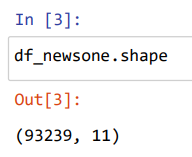 In [3]:
df_newsone.shape
Out[3]:
(93239, 11)